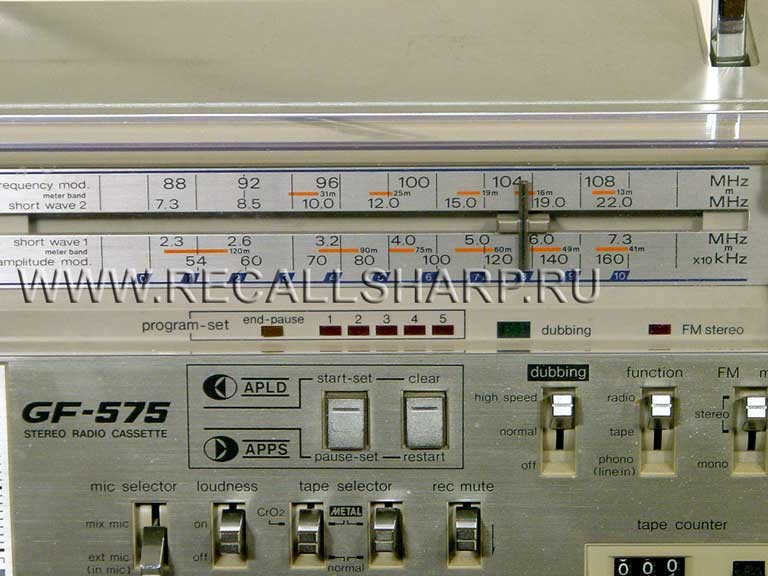 requency mod. 88 92 96 100 104 108 MHz
meter band 31m 25m 19m 16m 13m m
short wave 2 7.3 8.5 10.0 12.0 15.0 19.0 22.0 MHz
short wave 1 2.3 2.6 3.2 4.0 5.0 6.0 7.3 MHz
meter band 120m 90m 75m 60m 49m 41m m
amplitude mod. 54 60 70 80 100 120 140 160 x10 kHz
WWW.RECALLSHARP.RU
10
program-set end-pause 1 2 3 4 5 dubbing FM stereo
APLD start-set clear
APPS pause-set restart
GF-575
STEREO RADIO CASSETTE
dubbing function FM m
high speed radio stereo
normal tape
off phono mono
(line in)
mic selector loudness tape selector rec mute
mix mic on CrO2 METAL
ext mic off normal
(in mic)
tape counter
0 0 0